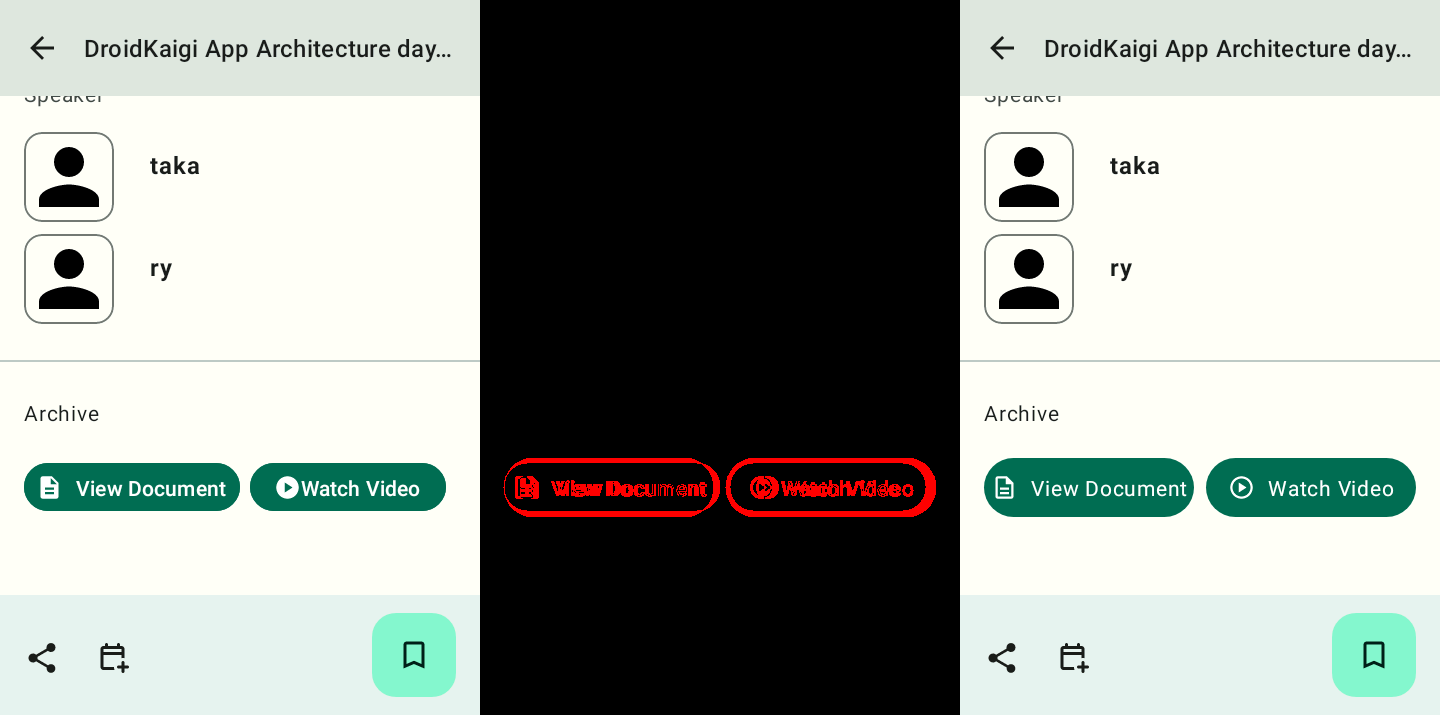 DroidKaigi App Architecture day…
Speaker
taka
ry
Archive
View Document
Watch Video
View Document
Watch Video
DroidKaigi App Architecture day…
Speaker
taka
ry
Archive
View Document
Watch Video